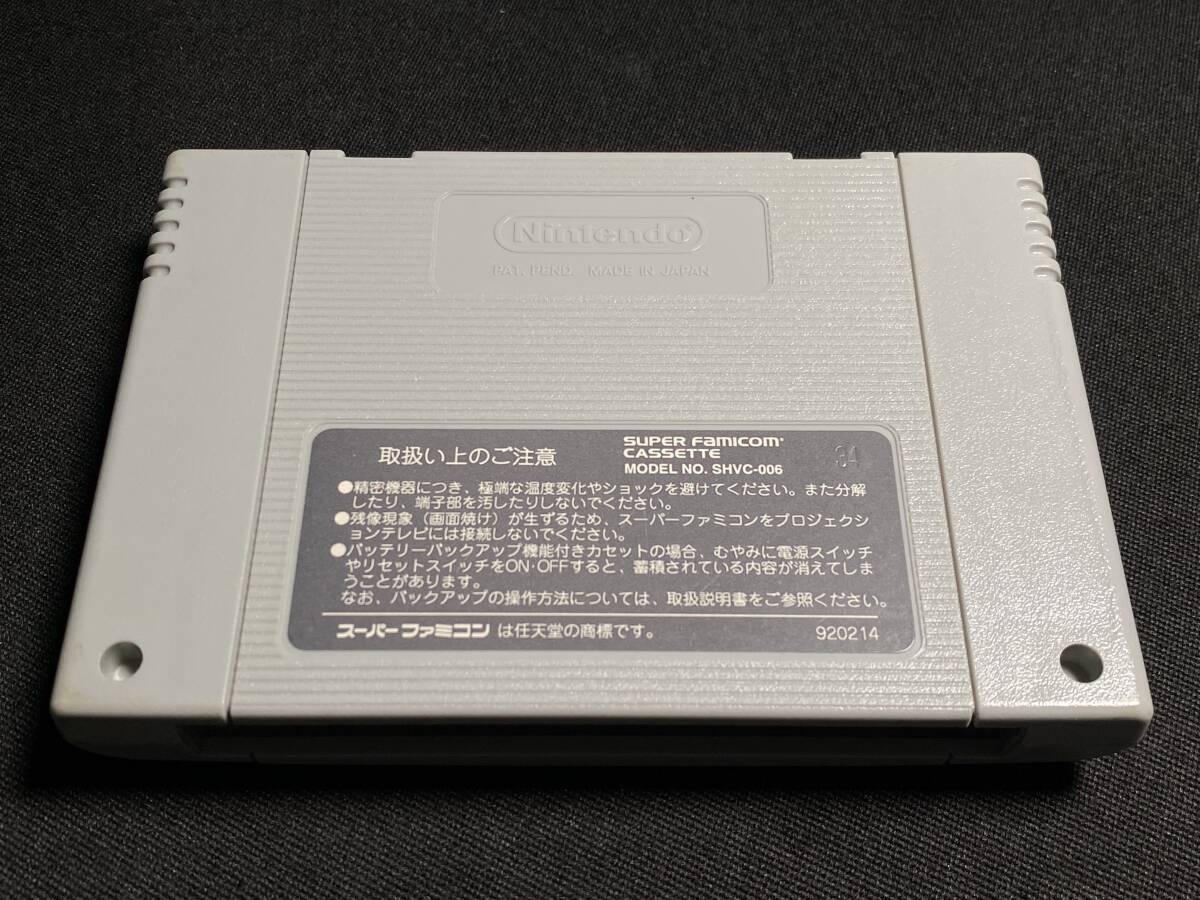 Nintendo®
PAT. PEND. MADE IN JAPAN
取扱い上のご注意
SUPER FAMICOM®
CASSETTE
MODEL NO. SHVC-006
34
●精密機器につき、極端な温度変化やショックを避けてください。また分解
したり、端子部を汚したりしないでください。
●残像現象（画面焼け）が生ずるため、スーパーファミコンをプロジェクシ
ョンテレビには接続しないでください。
●バッテリーバックアップ機能付きカセットの場合、むやみに電源スイッチ
やリセットスイッチをON・OFFすると、蓄積されている内容が消えてしま
うことがあります。
なお、バックアップの操作方法については、取扱説明書をご参照ください。
スーパーファミコン は任天堂の商標です。
920214